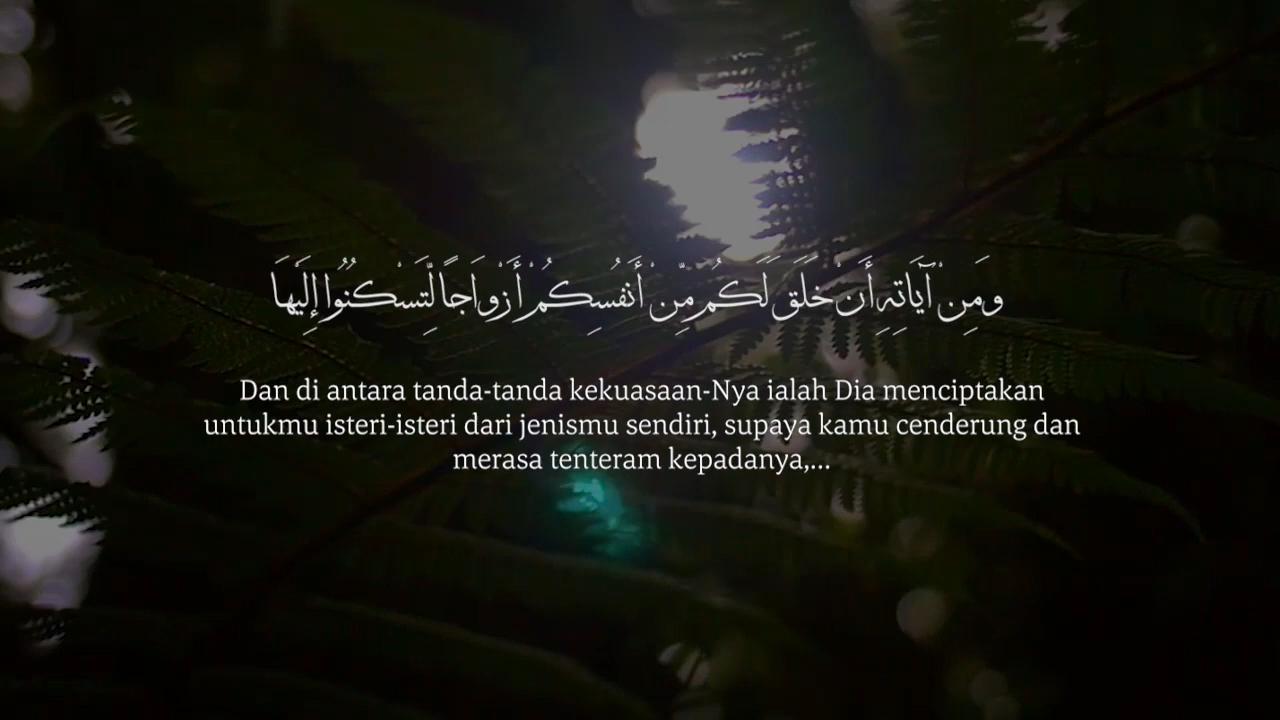 وَمِنْ آيَاتِهِ أَنْ خَلَقَ لَكُم مِّنْ أَنفُسِكُمْ أَزْوَاجًا لِّتَسْكُنُوا إِلَيْهَا
Dan di antara tanda-tanda kekuasaan-Nya ialah Dia menciptakan
untukmu isteri-isteri dari jenismu sendiri, supaya kamu cenderung dan
merasa tenteram kepadanya,...